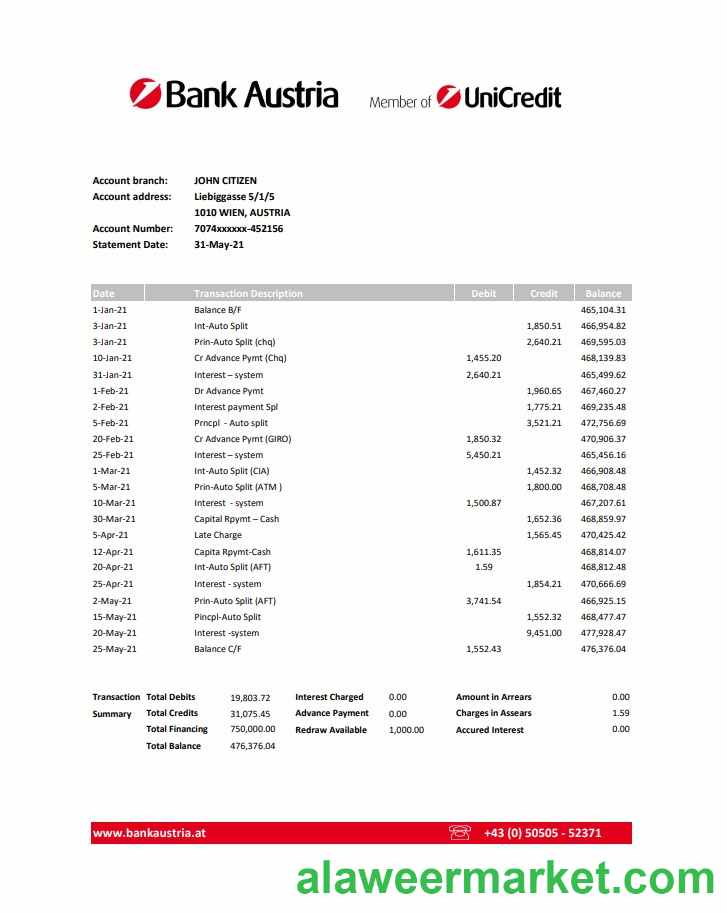 Bank Austria Member of UniCredit
Account branch: JOHN CITIZEN
Account address: Liebiggasse 5/1/5
1010 WIEN, AUSTRIA
Account Number: 7074xxxxxx-452156
Statement Date: 31-May-21
Date Transaction Description Debit Credit Balance
1-Jan-21 Balance B/F 465,104.31
3-Jan-21 Int-Auto Split 1,850.51 466,954.82
3-Jan-21 Prin-Auto Split (chq) 2,640.21 469,595.03
10-Jan-21 Cr Advance Pymt (Chq) 1,455.20 468,139.83
31-Jan-21 Interest – system 2,640.21 465,499.62
1-Feb-21 Dr Advance Pymt 1,960.65 467,460.27
2-Feb-21 Interest payment Spl 1,775.21 469,235.48
5-Feb-21 Prncpl - Auto split 3,521.21 472,756.69
20-Feb-21 Cr Advance Pymt (GIRO) 1,850.32 470,906.37
25-Feb-21 Interest – system 5,450.21 465,456.16
1-Mar-21 Int-Auto Split (CIA) 1,452.32 466,908.48
5-Mar-21 Prin-Auto Split (ATM ) 1,800.00 468,708.48
10-Mar-21 Interest - system 1,500.87 467,207.61
30-Mar-21 Capital Rpymt – Cash 1,652.36 468,859.97
5-Apr-21 Late Charge 1,565.45 470,425.42
12-Apr-21 Capita Rpymt-Cash 1,611.35 468,814.07
20-Apr-21 Int-Auto Split (AFT) 1.59 468,812.48
25-Apr-21 Interest - system 1,854.21 470,666.69
2-May-21 Prin-Auto Split (AFT) 3,741.54 466,925.15
15-May-21 Pincpl-Auto Split 1,552.32 468,477.47
20-May-21 Interest -system 9,451.00 477,928.47
25-May-21 Balance C/F 1,552.43 476,376.04
Transaction Total Debits 19,803.72 Interest Charged 0.00 Amount in Arrears 0.00
Summary Total Credits 31,075.45 Advance Payment 0.00 Charges in Assears 1.59
Total Financing 750,000.00 Redraw Available 1,000.00 Accured Interest 0.00
Total Balance 476,376.04
www.bankaustria.at +43 (0) 50505 - 52371
alaweermarket.com